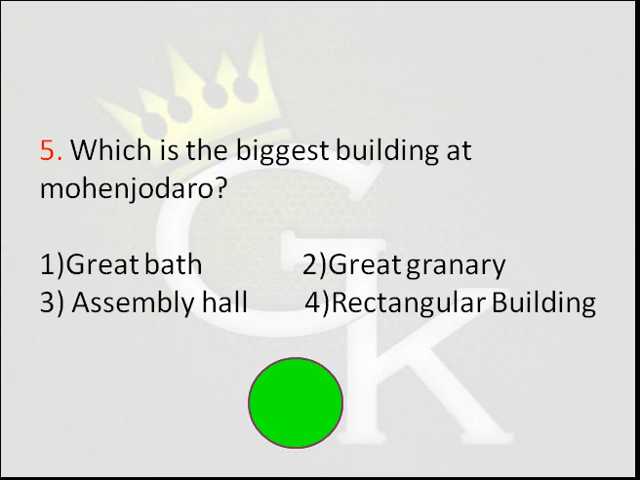 5. Which is the biggest building at
mohenjodaro?
1)Great bath 2)Great granary
3) Assembly hall 4)Rectangular Building
GK